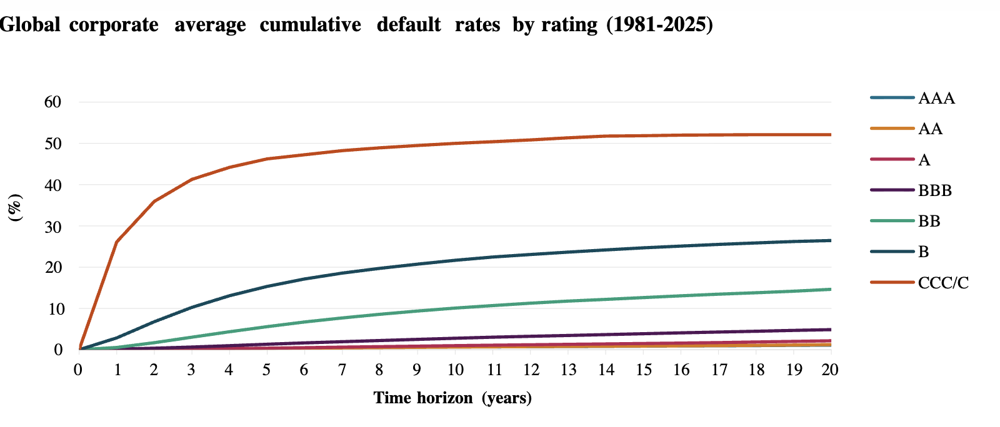 Global corporate average cumulative default rates by rating (1981-2025)
60
50
40
30
20
10
0
(%)
0 1 2 3 4 5 6 7 8 9 10 11 12 13 14 15 16 17 18 19 20
Time horizon (years)
AAA
AA
A
BBB
BB
B
CCC/C